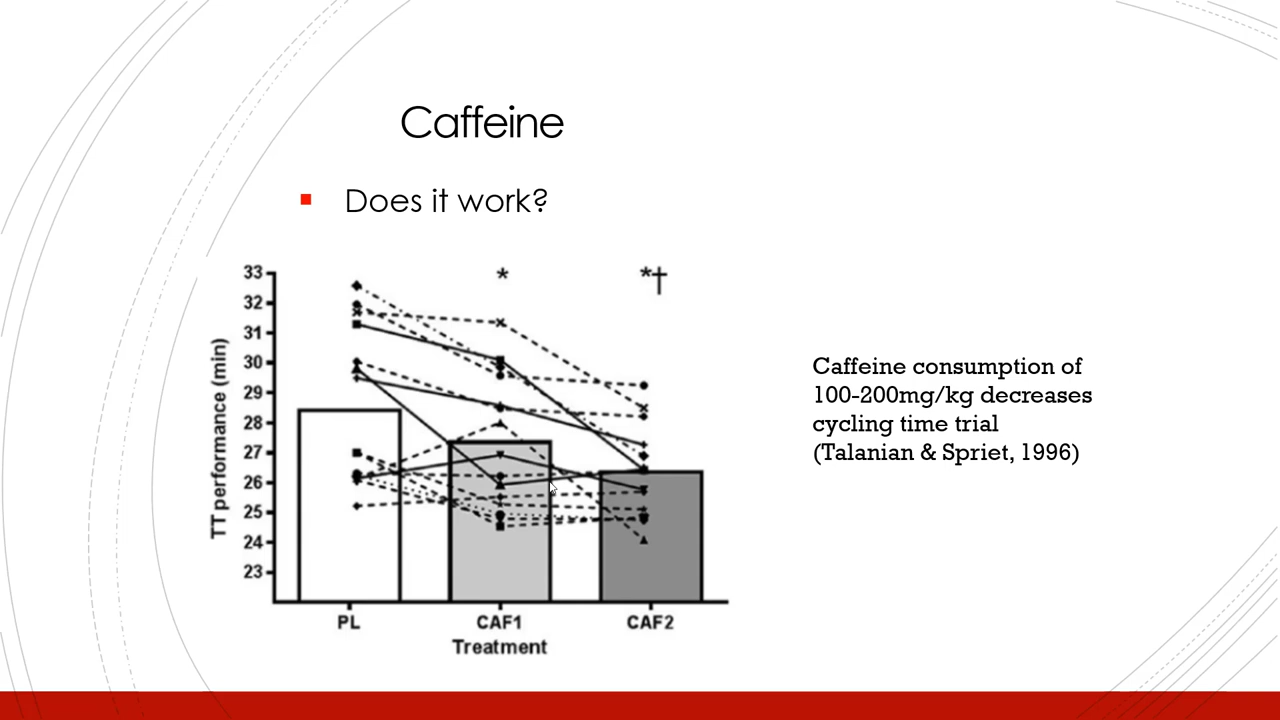 Caffeine
Does it work?
33
32
31
30
29
28
27
26
25
24
23
TT performance (min)
*
*†
PL
CAF1
CAF2
Treatment
Caffeine consumption of
100-200mg/kg decreases
cycling time trial
(Talanian & Spriet, 1996)